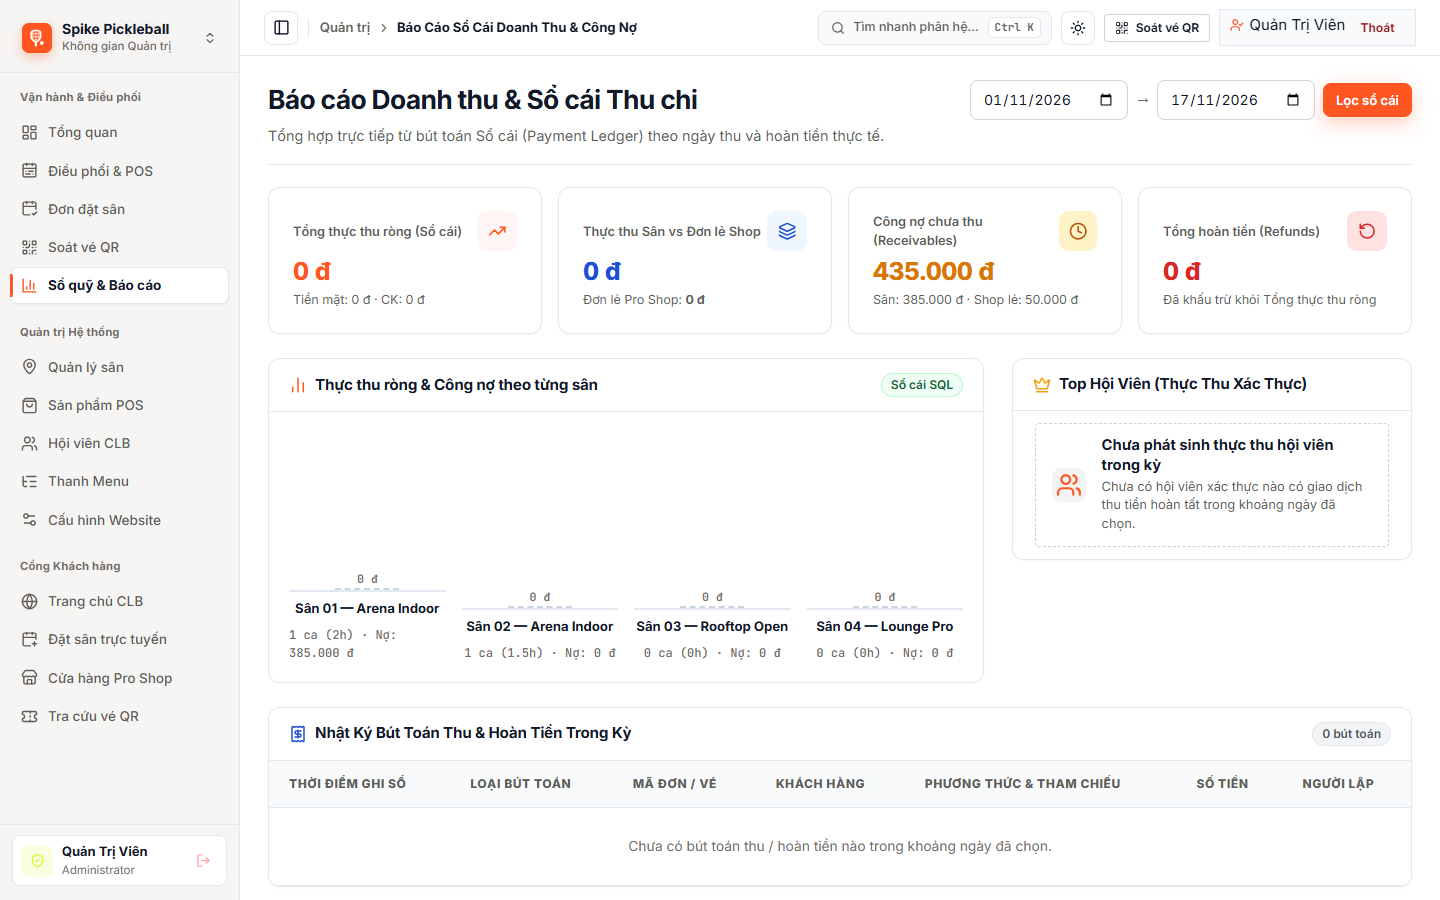 Spike Pickleball
Không gian Quản trị
Vận hành & Điều phối
Tổng quan
Điều phối & POS
Đơn đặt sân
Soát vé QR
Sổ quỹ & Báo cáo
Quản trị Hệ thống
Quản lý sân
Sản phẩm POS
Hội viên CLB
Thanh Menu
Cấu hình Website
Cổng Khách hàng
Trang chủ CLB
Đặt sân trực tuyến
Cửa hàng Pro Shop
Tra cứu vé QR
Quản Trị Viên
Administrator
Quản trị > Báo Cáo Sổ Cái Doanh Thu & Công Nợ
Tìm nhanh phân hệ... Ctrl K
Soát vé QR
Quản Trị Viên
Thoát
Báo cáo Doanh thu & Sổ cái Thu chi
Tổng hợp trực tiếp từ bút toán Sổ cái (Payment Ledger) theo ngày thu và hoàn tiền thực tế.
01/11/2026 → 17/11/2026
Lọc sổ cái
Tổng thực thu ròng (Sổ cái)
0 đ
Tiền mặt: 0 đ · CK: 0 đ
Thực thu Sân vs Đơn lẻ Shop
0 đ
Đơn lẻ Pro Shop: 0 đ
Công nợ chưa thu
(Receivables)
435.000 đ
Sân: 385.000 đ · Shop lẻ: 50.000 đ
Tổng hoàn tiền (Refunds)
0 đ
Đã khấu trừ khỏi Tổng thực thu ròng
Thực thu ròng & Công nợ theo từng sân
Sổ cái SQL
0 đ
Sân 01 — Arena Indoor
1 ca (2h) · Nợ:
385.000 đ
0 đ
Sân 02 — Arena Indoor
1 ca (1.5h) · Nợ: 0 đ
0 đ
Sân 03 — Rooftop Open
0 ca (0h) · Nợ: 0 đ
0 đ
Sân 04 — Lounge Pro
0 ca (0h) · Nợ: 0 đ
Top Hội Viên (Thực Thu Xác Thực)
Chưa phát sinh thực thu hội viên
trong kỳ
Chưa có hội viên xác thực nào có giao dịch
thu tiền hoàn tất trong khoảng ngày đã
chọn.
Nhật Ký Bút Toán Thu & Hoàn Tiền Trong Kỳ
0 bút toán
THỜI ĐIỂM GHI SỔ LOẠI BÚT TOÁN MÃ ĐƠN / VÉ KHÁCH HÀNG PHƯƠNG THỨC & THAM CHIẾU SỐ TIỀN NGƯỜI LẬP
Chưa có bút toán thu / hoàn tiền nào trong khoảng ngày đã chọn.